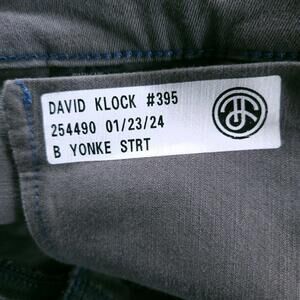 DAVID KLOCK #395
254490 01/23/24
B YONKE STRT